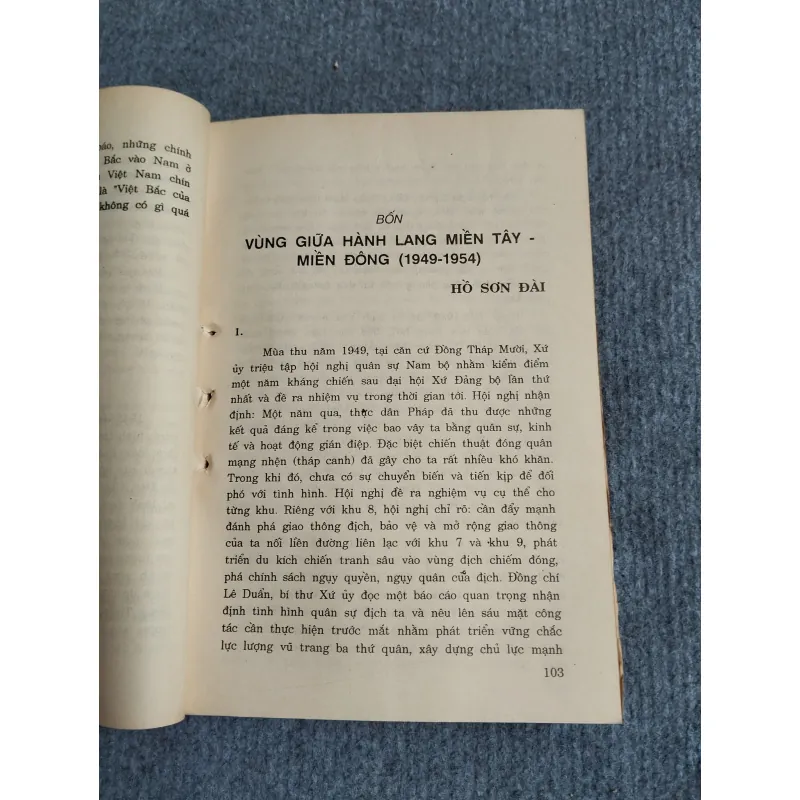 báo, những chính
Bắc vào Nam ở
Việt Nam chín
là "Việt Bắc của
không có gì quá
BỐN
VÙNG GIỮA HÀNH LANG MIỀN TÂY -
MIỀN ĐÔNG (1949-1954)
HỒ SƠN ĐÀI
I.
Mùa thu năm 1949, tại căn cứ Đồng Tháp Mười, Xứ
ủy triệu tập hội nghị quân sự Nam bộ nhằm kiểm điểm
một năm kháng chiến sau đại hội Xứ Đảng bộ lần thứ
nhất và đề ra nhiệm vụ trong thời gian tới. Hội nghị nhận
định: Một năm qua, thực dân Pháp đã thu được những
kết quả đáng kể trong việc bao vây ta bằng quân sự, kinh
tế và hoạt động gián điệp. Đặc biệt chiến thuật đóng quân
mạng nhện (tháp canh) đã gây cho ta rất nhiều khó khăn.
Trong khi đó, chưa có sự chuyển biến và tiến kịp để đối
phó với tình hình. Hội nghị đề ra nghiệm vụ cụ thể cho
từng khu. Riêng với khu 8, hội nghị chỉ rõ: cần đẩy mạnh
đánh phá giao thông địch, bảo vệ và mở rộng giao thông
của ta nối liền đường liên lạc với khu 7 và khu 9, phát
triển du kích chiến tranh sâu vào vùng địch chiếm đóng,
phá chính sách ngụy quyền, ngụy quân của địch. Đồng chí
Lê Duẩn, bí thư Xứ ủy đọc một báo cáo quan trọng nhận
định tình hình quân sự địch ta và nêu lên sáu mặt công
tác cần thực hiện trước mắt nhằm phát triển vững chắc
lực lượng vũ trang ba thứ quân, xây dựng chủ lực mạnh
103